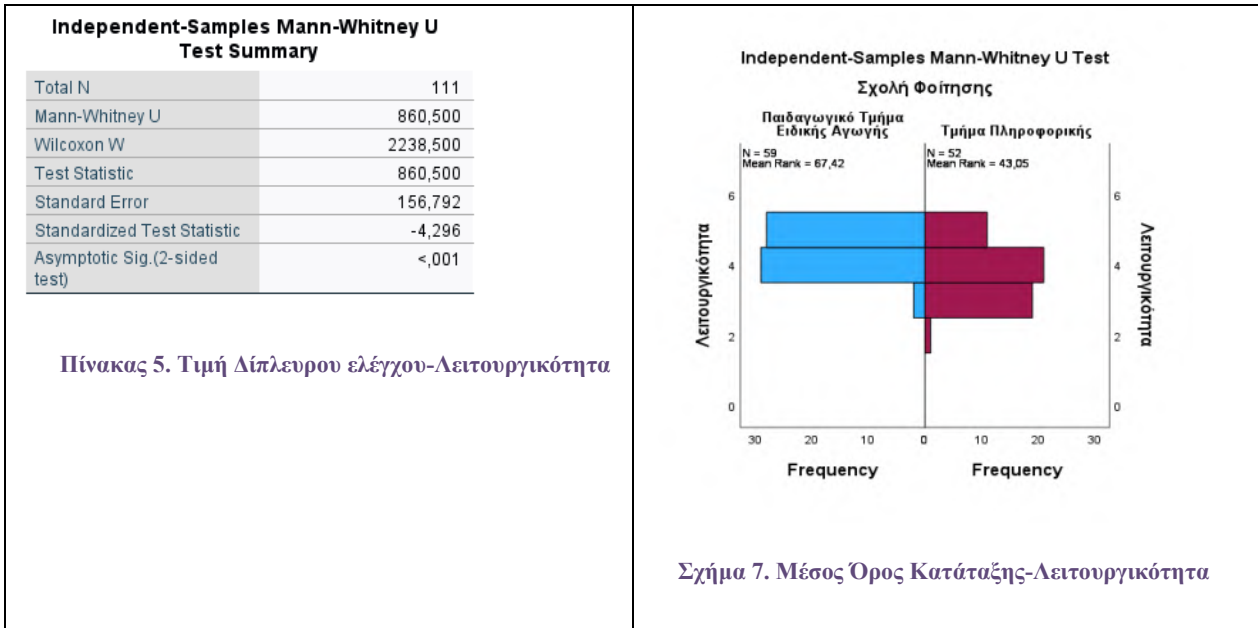 Independent-Samples Mann-Whitney U
Test Summary
Total N 111
Mann-Whitney U 860,500
Wilcoxon W 2238,500
Test Statistic 860,500
Standard Error 156,792
Standardized Test Statistic -4,296
Asymptotic Sig.(2-sided
test) <,001
Πίνακας 5. Τιμή Δίπλευρου ελέγχου-Λειτουργικότητα
Independent-Samples Mann-Whitney U Test
Σχολή Φοίτησης
Παιδαγωγικό Τμήμα
Ειδικής Αγωγής
Τμήμα Πληροφορικής
N = 59
Mean Rank = 67,42
N = 52
Mean Rank = 43,05
Λειτουργικότητα
6
4
2
0
6
4
2
0
Λειτουργικότητα
30 20 10 0 10 20 30
Frequency Frequency
Σχήμα 7. Μέσος Όρος Κατάταξης-Λειτουργικότητα